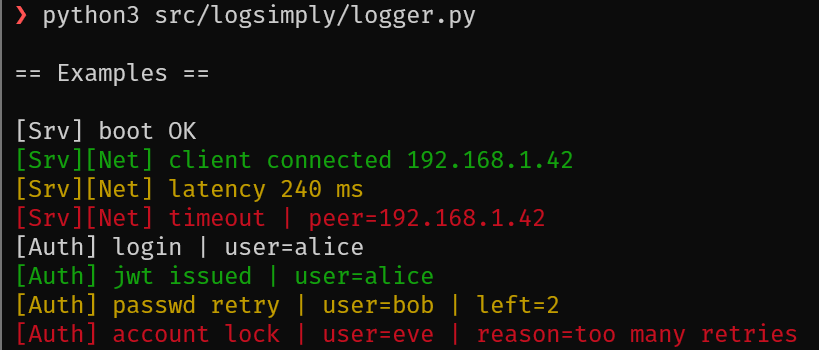 ❯ python3 src/logsimply/logger.py
== Examples ==
[Srv] boot OK
[Srv][Net] client connected 192.168.1.42
[Srv][Net] latency 240 ms
[Srv][Net] timeout | peer=192.168.1.42
[Auth] login | user=alice
[Auth] jwt issued | user=alice
[Auth] passwd retry | user=bob | left=2
[Auth] account lock | user=eve | reason=too many retries